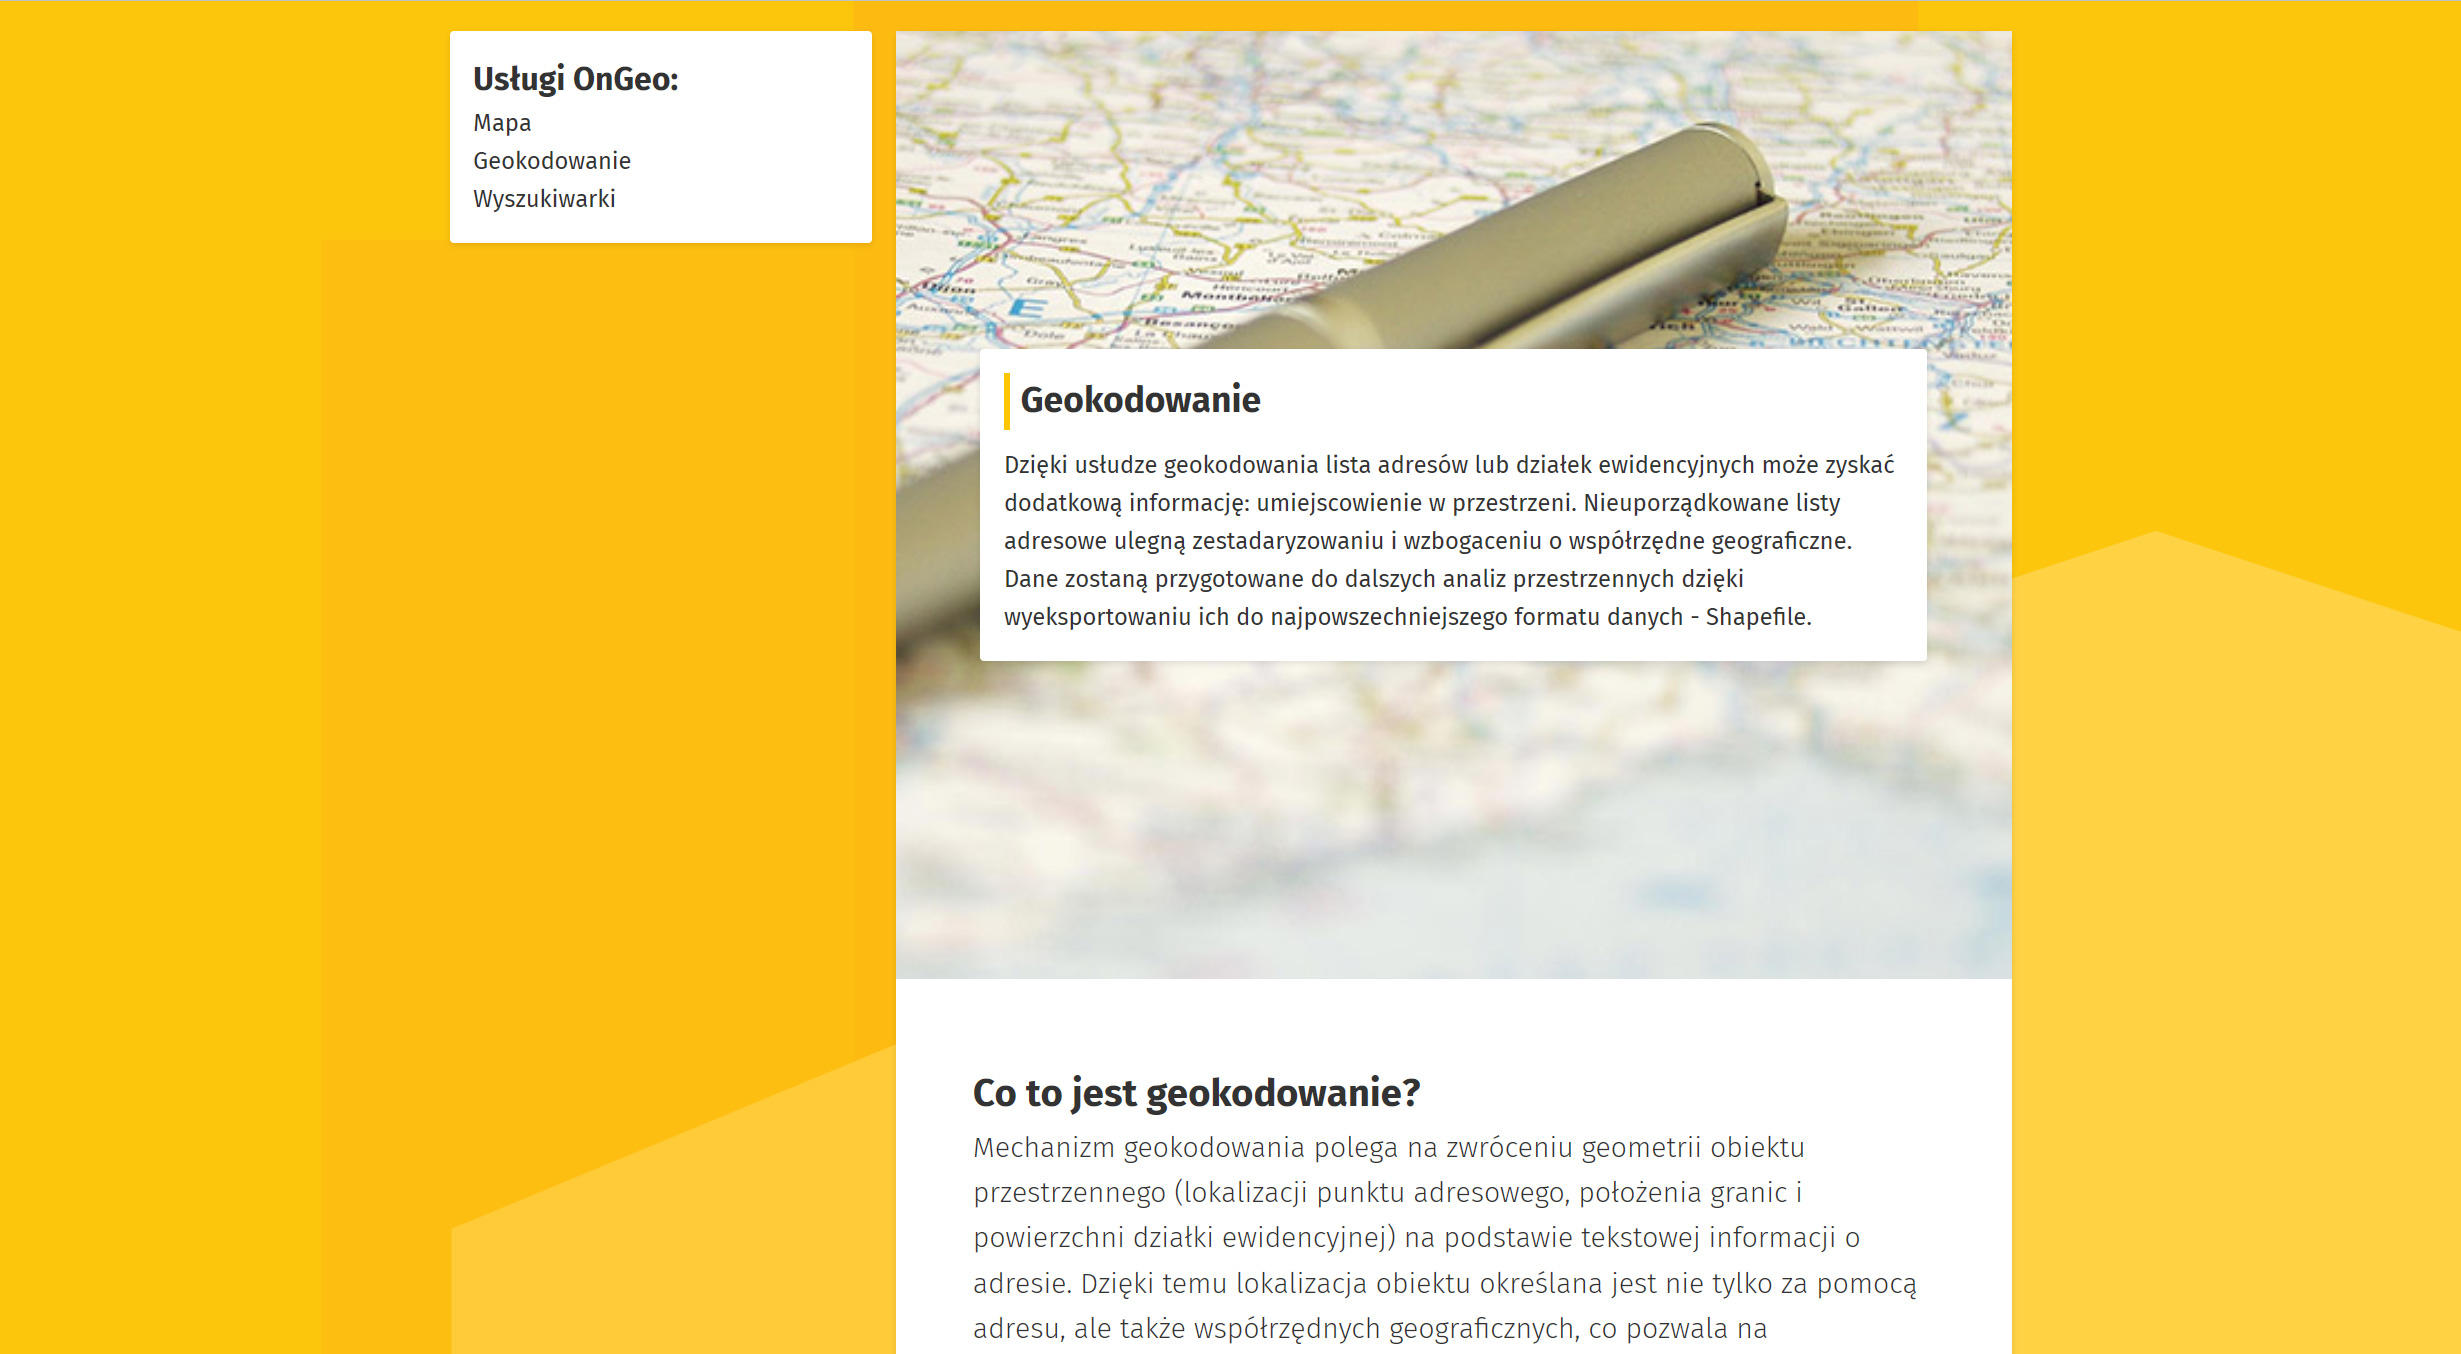 Usługi OnGeo:
Mapa
Geokodowanie
Wyszukiwarki
Geokodowanie
Dzięki usłudze geokodowania lista adresów lub działek ewidencyjnych może zyskać
dodatkową informację: umiejscowienie w przestrzeni. Nieuporządkowane listy
adresowe ulegną zestadaryzowaniu i wzbogaceniu o współrzędne geograficzne.
Dane zostaną przygotowane do dalszych analiz przestrzennych dzięki
wyeksportowaniu ich do najpowszechniejszego formatu danych - Shapefile.
Co to jest geokodowanie?
Mechanizm geokodowania polega na zwróceniu geometrii obiektu
przestrzennego (lokalizacji punktu adresowego, położenia granic i
powierzchni działki ewidencyjnej) na podstawie tekstowej informacji o
adresie. Dzięki temu lokalizacja obiektu określana jest nie tylko za pomocą
adresu, ale także współrzędnych geograficznych, co pozwala na